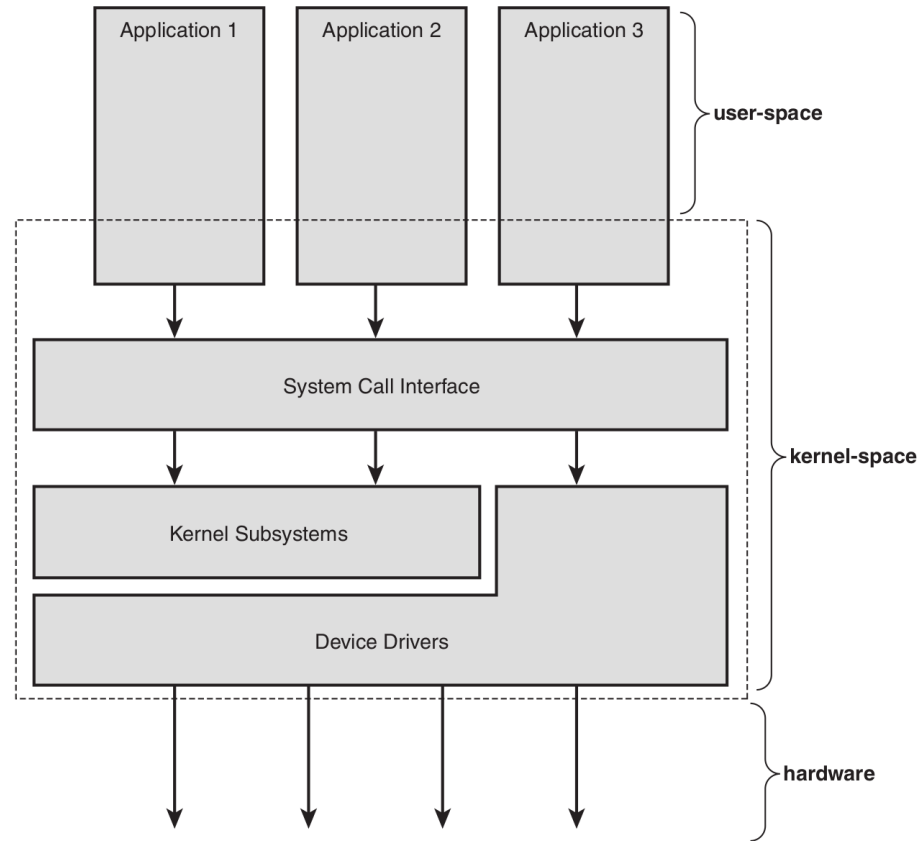 Application 1
Application 2
Application 3
user-space
System Call Interface
kernel-space
Kernel Subsystems
Device Drivers
hardware